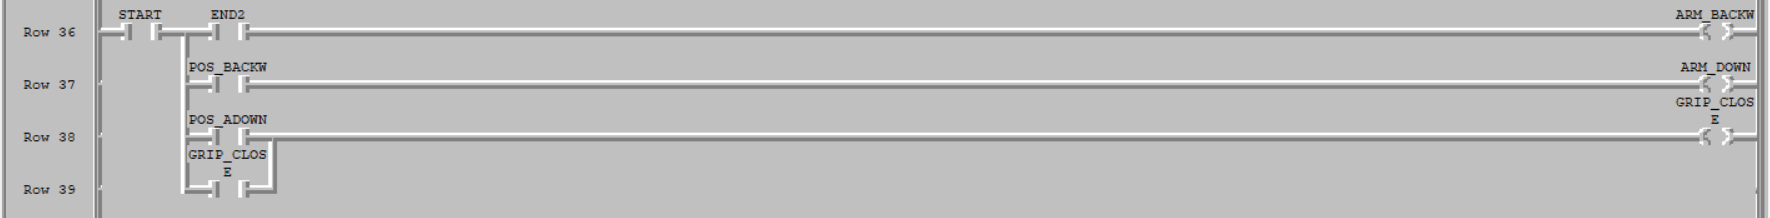 START END2 ARM_BACKW
Row 36
POS_BACKW ARM_DOWN
Row 37
GRIP_CLOS
E
POS_ADOWN
Row 38
GRIP_CLOS
E
Row 39